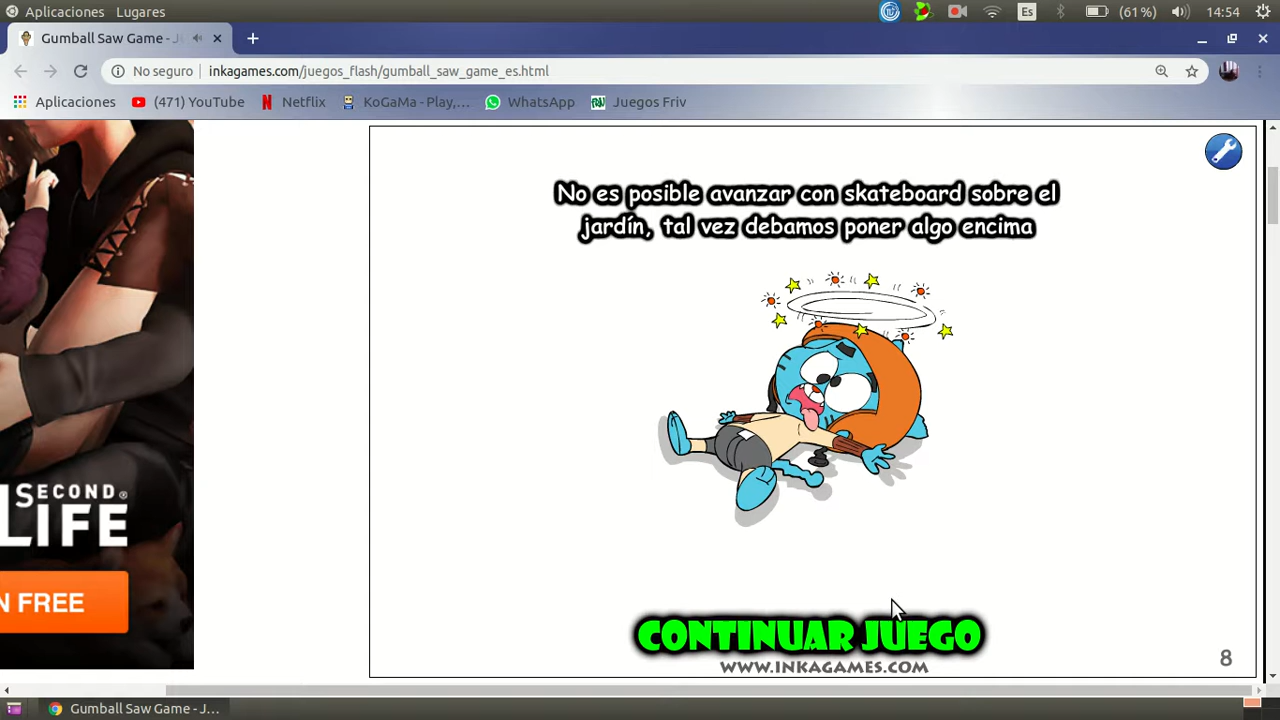 Aplicaciones Lugares
Es
(61%)
14:54
Gumball Saw Game - J
No seguro inkagames.com/juegos_flash/gumball_saw_game_es.html
Aplicaciones (471) YouTube Netflix KoGaMa - Play,... WhatsApp Juegos Friv
No es posible avanzar con skateboard sobre el
jardín, tal vez debamos poner algo encima
SECOND®
LIFE
N FREE
CONTINUAR JUEGO
WWW.INKAGAMES.COM
8
Gumball Saw Game - J...